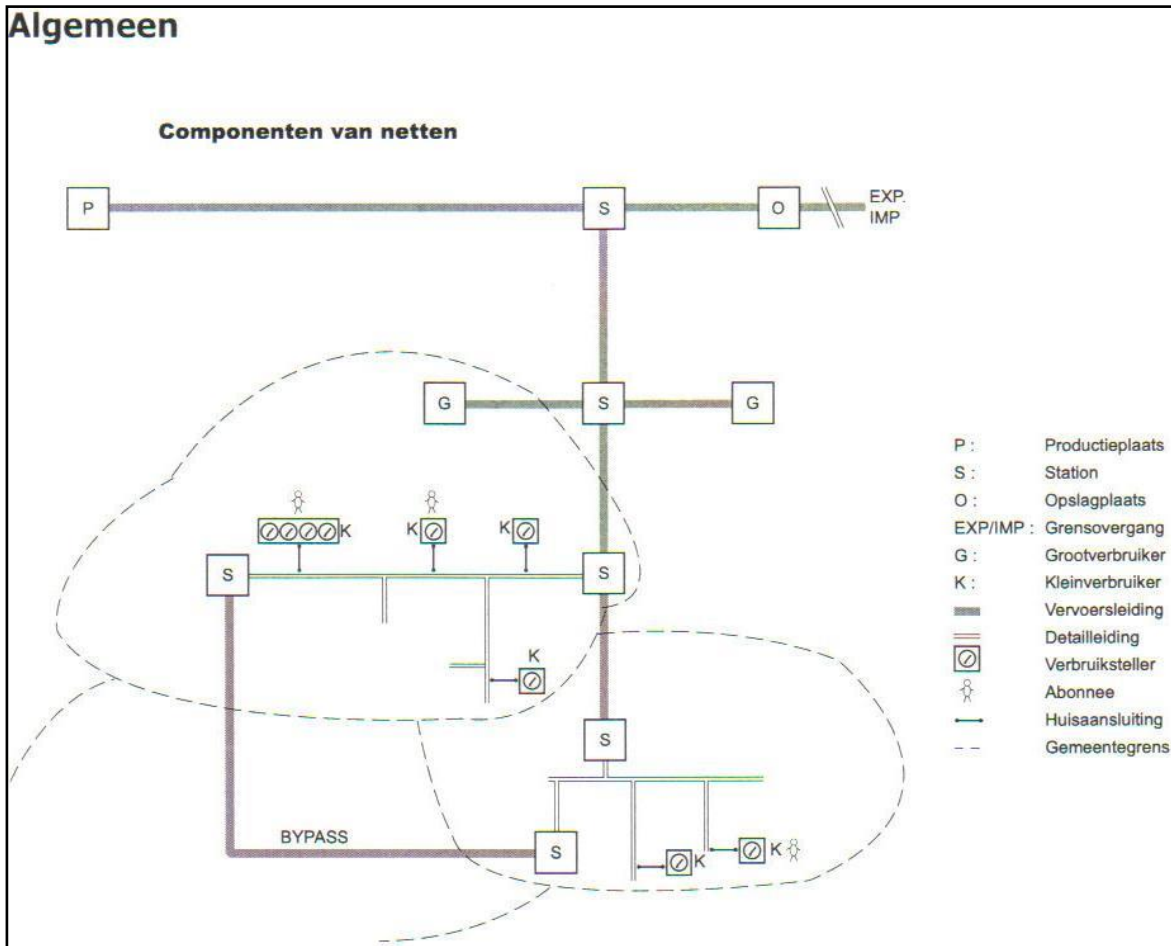 Algemeen
Componenten van netten
P
S
O
EXP.
IMP
G
S
G
K
K
K
S
S
K
S
BYPASS
S
K
K
P : Productieplaats
S : Station
O : Opslagplaats
EXP/IMP : Grensovergang
G : Grootverbruiker
K : Kleinverbruiker
Vervoersleiding
Detailleiding
Verbruiksteller
Abonnee
Huisaansluiting
Gemeentegrens